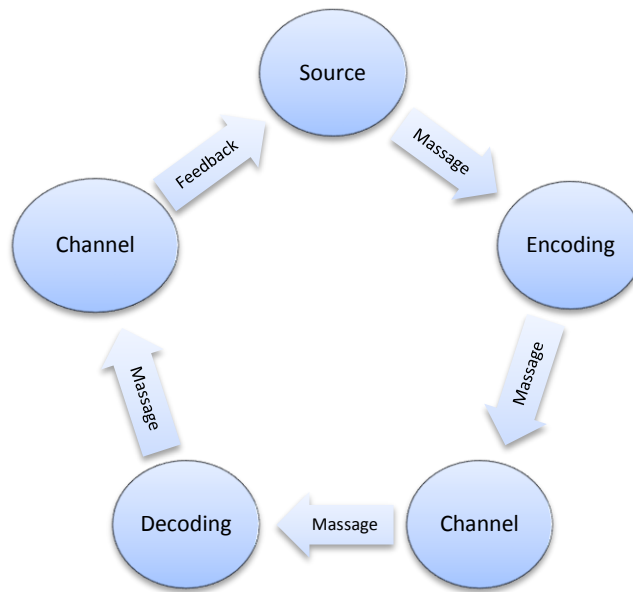 Source
Massage
Encoding
Massage
Channel
Massage
Decoding
Massage
Channel
Feedback